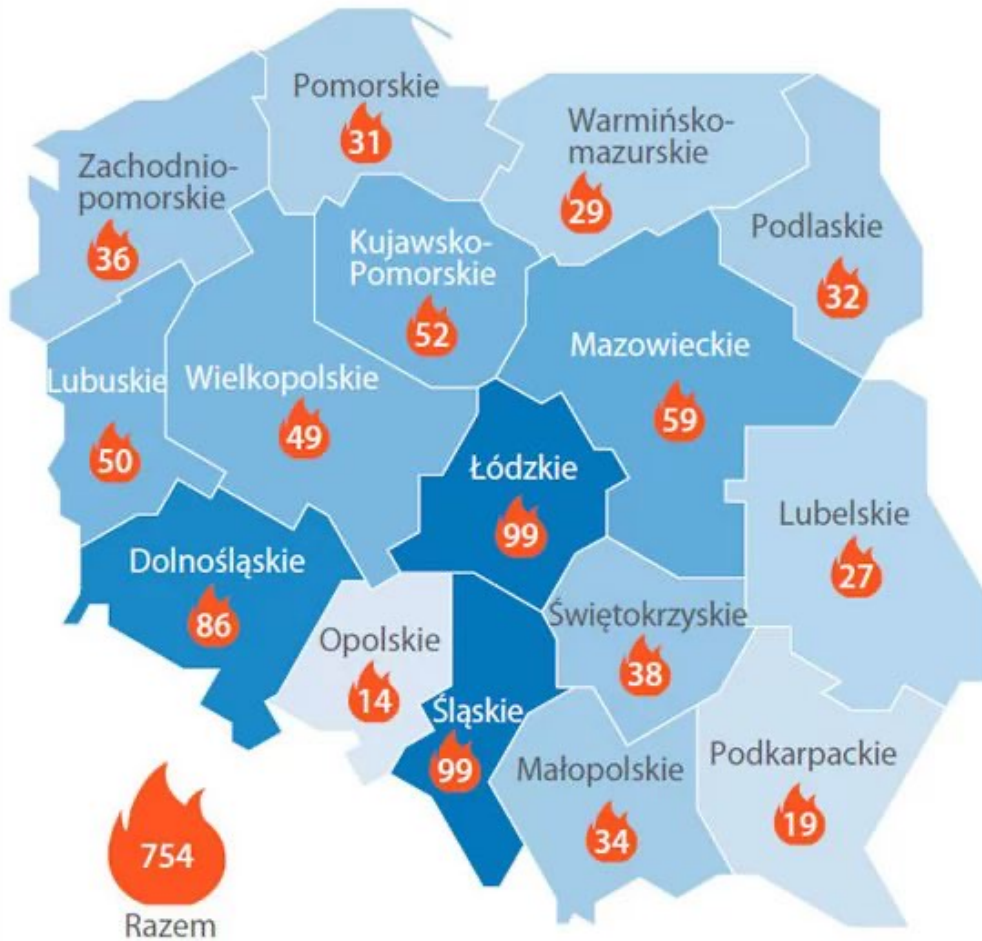 Pomorskie
31
Warmińsko-
mazurskie
29
Zachodnio-
pomorskie
36
Podlaskie
32
Kujawsko-
Pomorskie
52
Mazowieckie
59
Lubuskie
50
Wielkopolskie
49
Łódzkie
99
Lubelskie
27
Dolnośląskie
86
Opolskie
14
Świętokrzyskie
38
Śląskie
99
Małopolskie
34
Podkarpackie
19
754
Razem